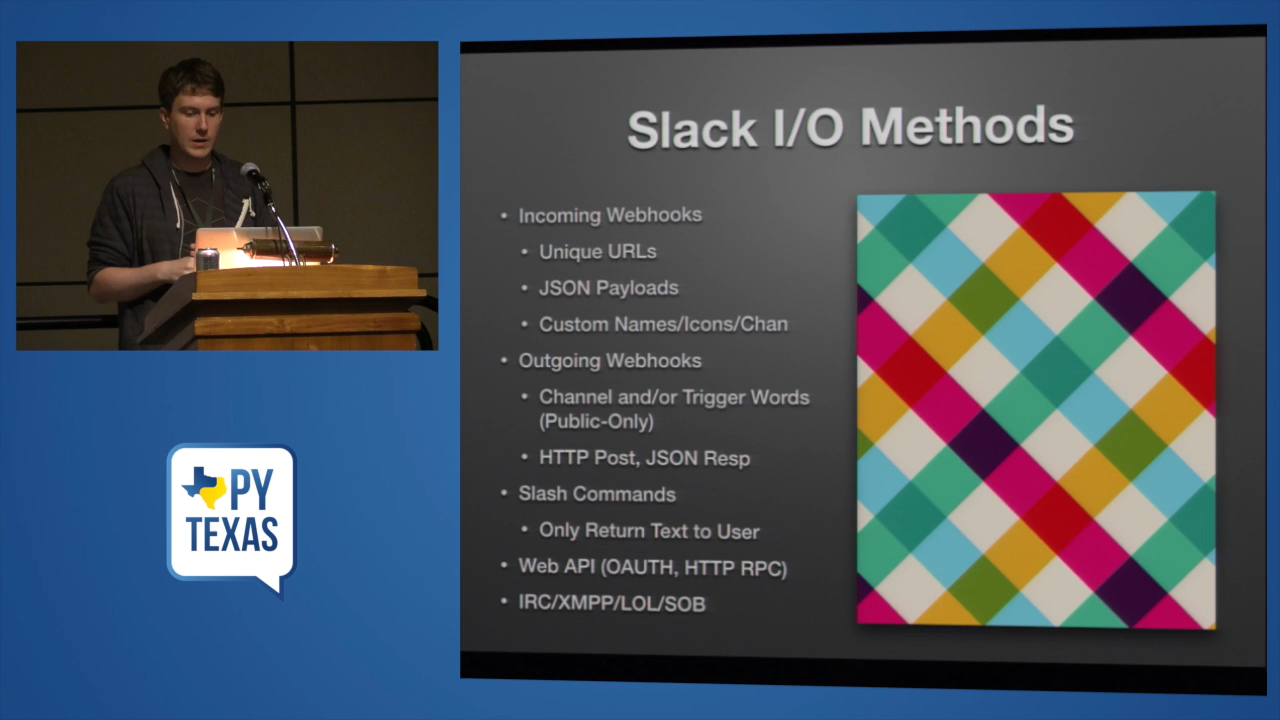 Slack I/O Methods
• Incoming Webhooks
• Unique URLs
• JSON Payloads
• Custom Names/Icons/Chan
• Outgoing Webhooks
• Channel and/or Trigger Words
(Public-Only)
• HTTP Post, JSON Resp
• Slash Commands
• Only Return Text to User
• Web API (OAUTH, HTTP RPC)
• IRC/XMPP/LOL/SOB
PY
TEXAS